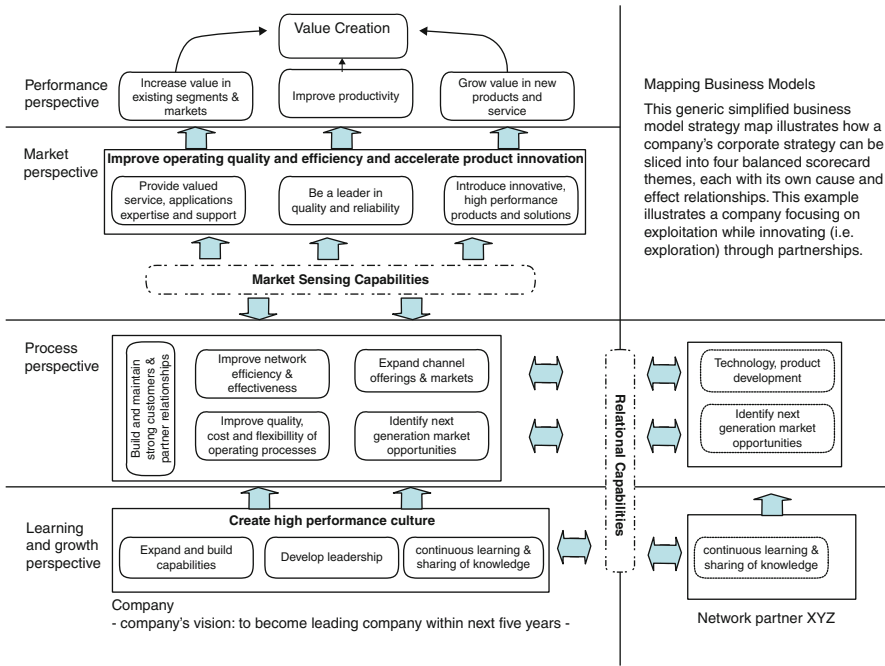 Value Creation
Performance
perspective
Increase value in
existing segments &
markets
Improve productivity
Grow value in new
products and
service
Mapping Business Models
This generic simplified business
model strategy map illustrates how a
company's corporate strategy can be
sliced into four balanced scorecard
themes, each with its own cause and
effect relationships. This example
illustrates a company focusing on
exploitation while innovating (i.e.
exploration) through partnerships.
Market
perspective
Improve operating quality and efficiency and accelerate product innovation
Provide valued
service, applications
expertise and support
Be a leader in
quality and reliability
Introduce innovative,
high performance
products and solutions
Market Sensing Capabilities
Process
perspective
Build and maintain
strong customers &
partner relationships
Improve network
efficiency &
effectiveness
Expand channel
offerings & markets
Improve quality,
cost and flexibillity of
operating processes
Identify next
generation market
opportunities
Relational Capabilities
Technology, product
development
Identify next
generation market
opportunities
Learning
and growth
perspective
Create high performance culture
Expand and build
capabilities
Develop leadership
continuous learning &
sharing of knowledge
continuous learning &
sharing of knowledge
Company
- company's vision: to become leading company within next five years -
Network partner XYZ